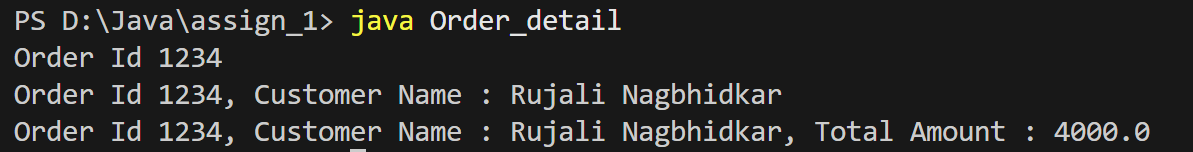 PS D:\Java\assign_1> java Order_detail
Order Id 1234
Order Id 1234, Customer Name : Rujali Nagbhidkar
Order Id 1234, Customer Name : Rujali Nagbhidkar, Total Amount : 4000.0